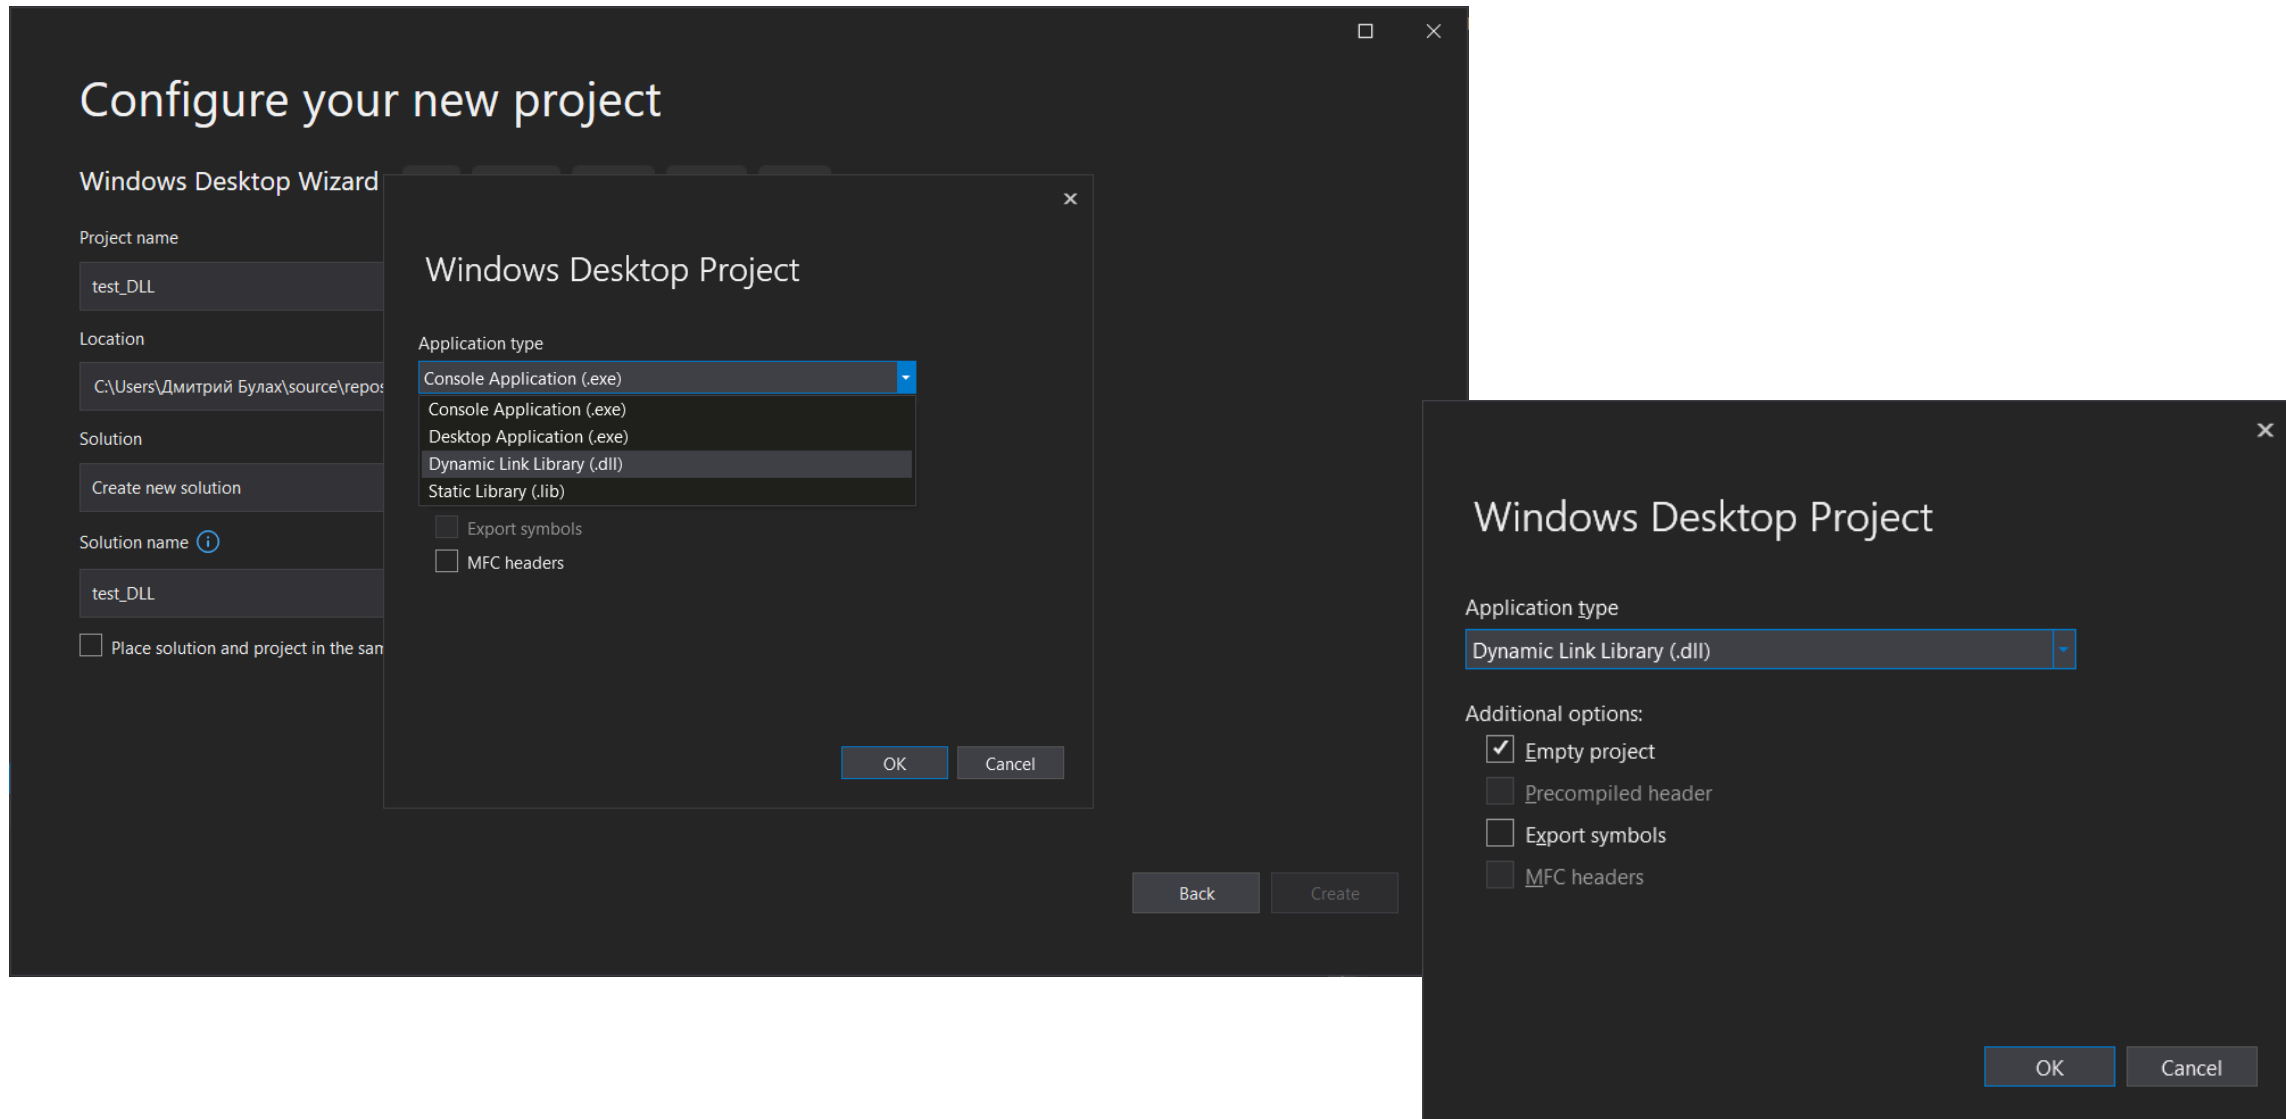 Configure your new project
Windows Desktop Wizard
Project name
test_DLL
Location
C:\Users\Дмитрий Булах\source\repos
Solution
Create new solution
Solution name
test_DLL
Place solution and project in the
Windows Desktop Project
Application type
Console Application (.exe)
Console Application (.exe)
Desktop Application (.exe)
Dynamic Link Library (.dll)
Static Library (.lib)
Export symbols
MFC headers
OK
Cancel
Back
Create
Windows Desktop Project
Application type
Dynamic Link Library (.dll)
Additional options:
Empty project
Precompiled header
Export symbols
MFC headers
OK
Cancel